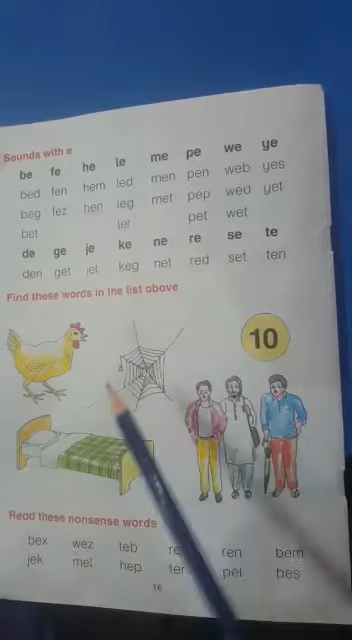 Sounds with e
be fe he le me pe we ye
bed fen hem led men pen web yes
beg fez hen leg met pep wed yet
bet let pet wet
de ge je ke ne re se te
den get jel keg net red set ten
Find these words in the list above
10
Read these nonsense words
bex wez teb ren bem
jek mel hep ter pel bes
16